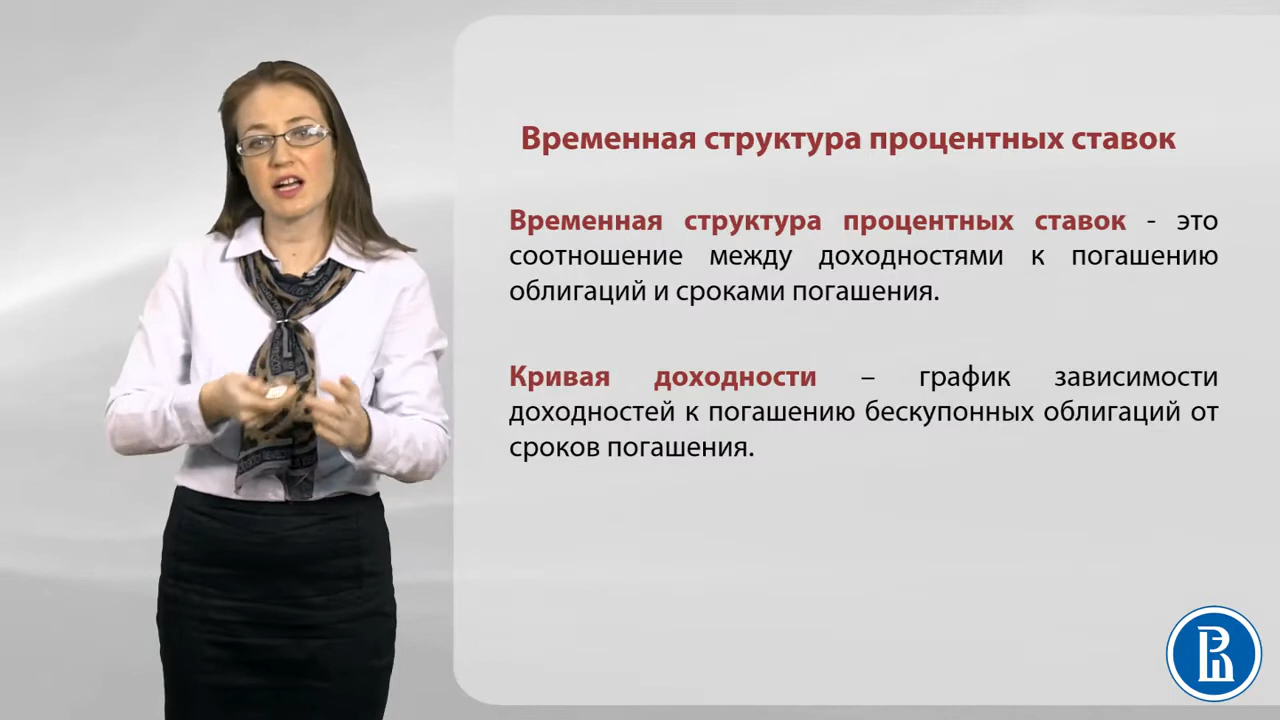 Временная структура процентных ставок
Временная структура процентных ставок - это
соотношение между доходностями к погашению
облигаций и сроками погашения.
Кривая доходности – график зависимости
доходностей к погашению бескупонных облигаций от
сроков погашения.